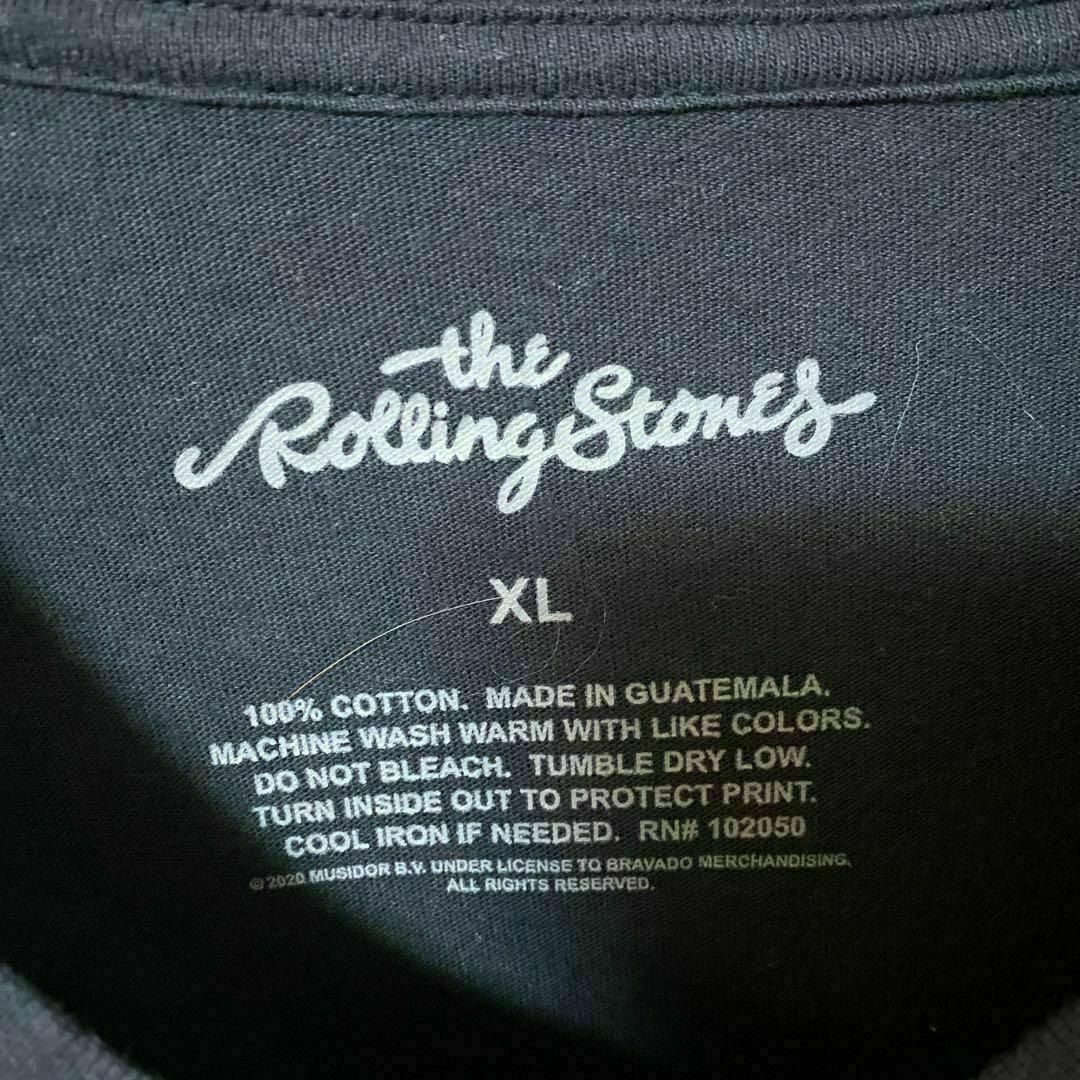 the
Rolling Stones
XL
100% COTTON. MADE IN GUATEMALA.
MACHINE WASH WARM WITH LIKE COLORS.
DO NOT BLEACH. TUMBLE DRY LOW.
TURN INSIDE OUT TO PROTECT PRINT.
COOL IRON IF NEEDED. RN# 102050
© 2020 MUSIDOR B.V. UNDER LICENSE TO BRAVADO MERCHANDISING.
ALL RIGHTS RESERVED.